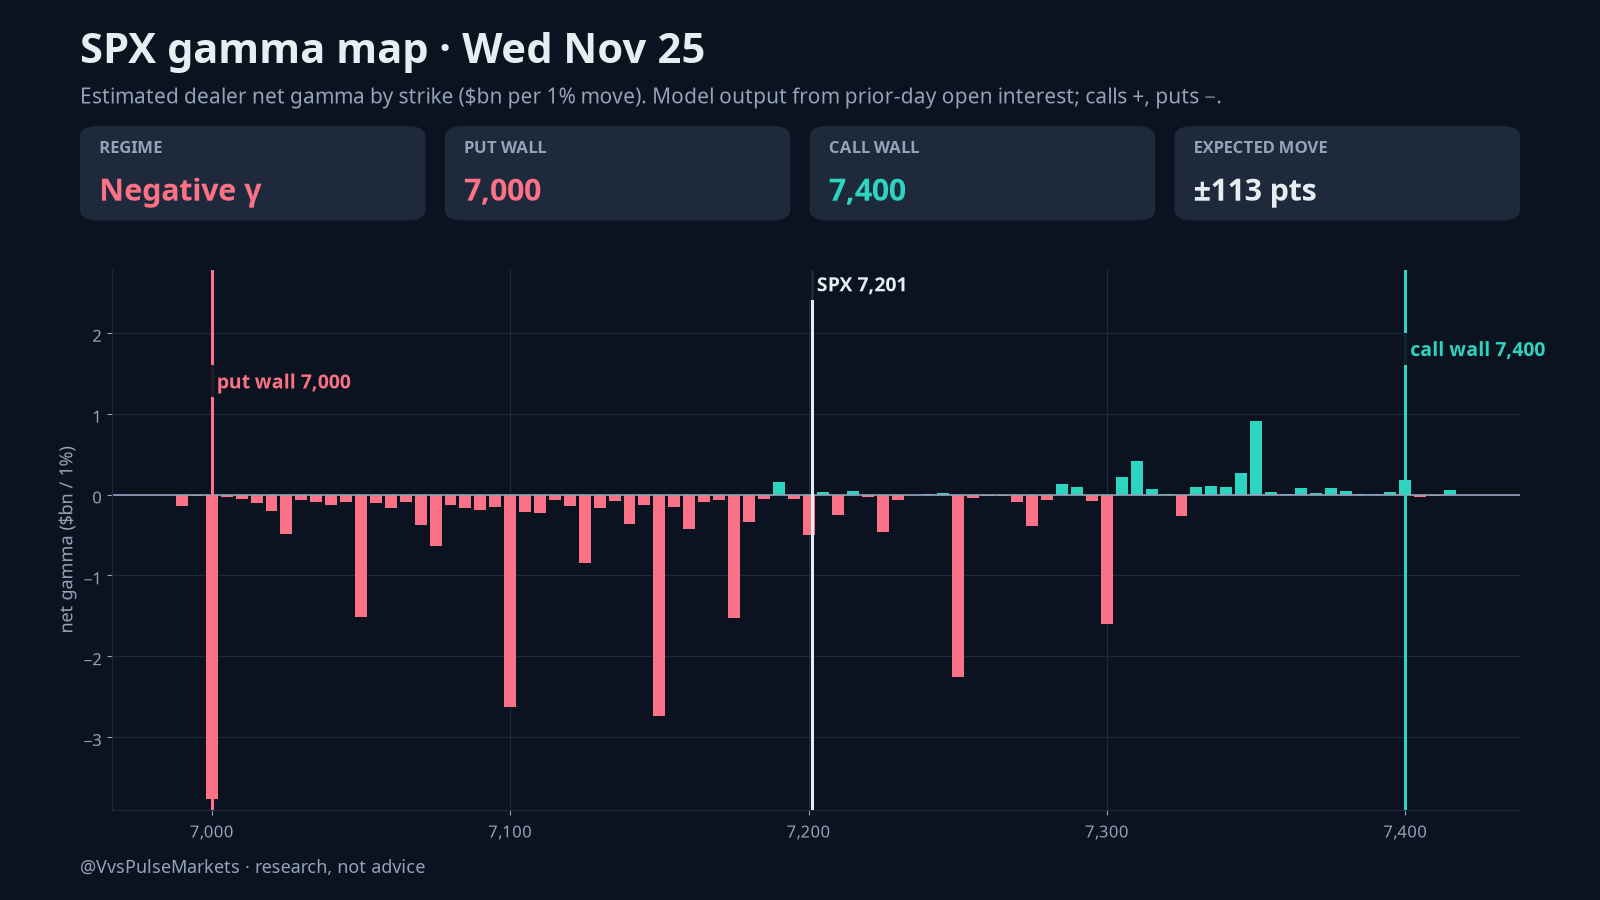 SPX gamma map · Wed Nov 25
Estimated dealer net gamma by strike ($bn per 1% move). Model output from prior-day open interest; calls +, puts −.
REGIME
Negative γ
PUT WALL
7,000
CALL WALL
7,400
EXPECTED MOVE
±113 pts
SPX 7,201
call wall 7,400
put wall 7,000
net gamma ($bn / 1%)
2
1
0
−1
−2
−3
7,000
7,100
7,200
7,300
7,400
@VvsPulseMarkets · research, not advice